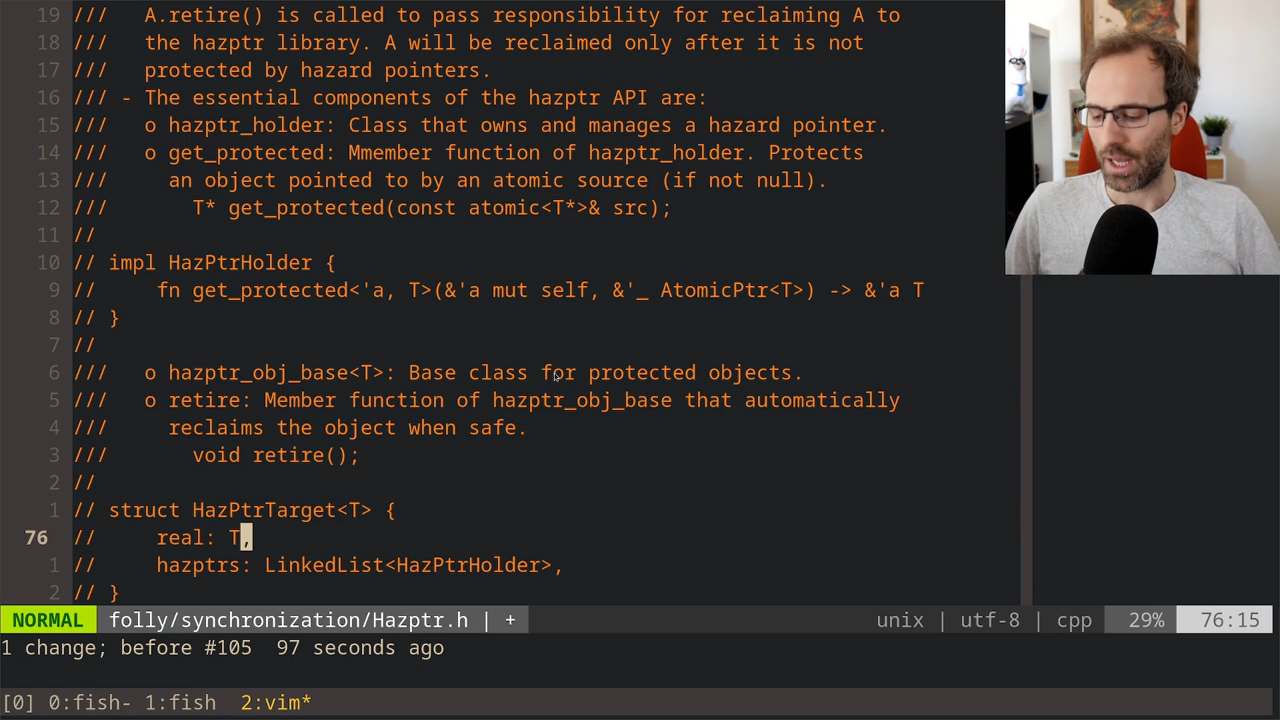 19 ///   A.retire() is called to pass responsibility for reclaiming A to
18 ///   the hazptr library. A will be reclaimed only after it is not
17 ///   protected by hazard pointers.
16 /// - The essential components of the hazptr API are:
15 ///   o hazptr_holder: Class that owns and manages a hazard pointer.
14 ///   o get_protected: Mmember function of hazptr_holder. Protects
13 ///     an object pointed to by an atomic source (if not null).
12 ///       T* get_protected(const atomic<T*>& src);
11 //
10 // impl HazPtrHolder {
9 //     fn get_protected<'a, T>(&'a mut self, &'_ AtomicPtr<T>) -> &'a T
8 // }
7 //
6 ///   o hazptr_obj_base<T>: Base class for protected objects.
5 ///   o retire: Member function of hazptr_obj_base that automatically
4 ///     reclaims the object when safe.
3 ///       void retire();
2 //
1 // struct HazPtrTarget<T> {
76 //     real: T,
1 //     hazptrs: LinkedList<HazPtrHolder>,
2 // }
NORMAL folly/synchronization/Hazptr.h | + unix | utf-8 | cpp 29% 76:15
1 change; before #105  97 seconds ago
[0] 0:fish- 1:fish  2:vim*